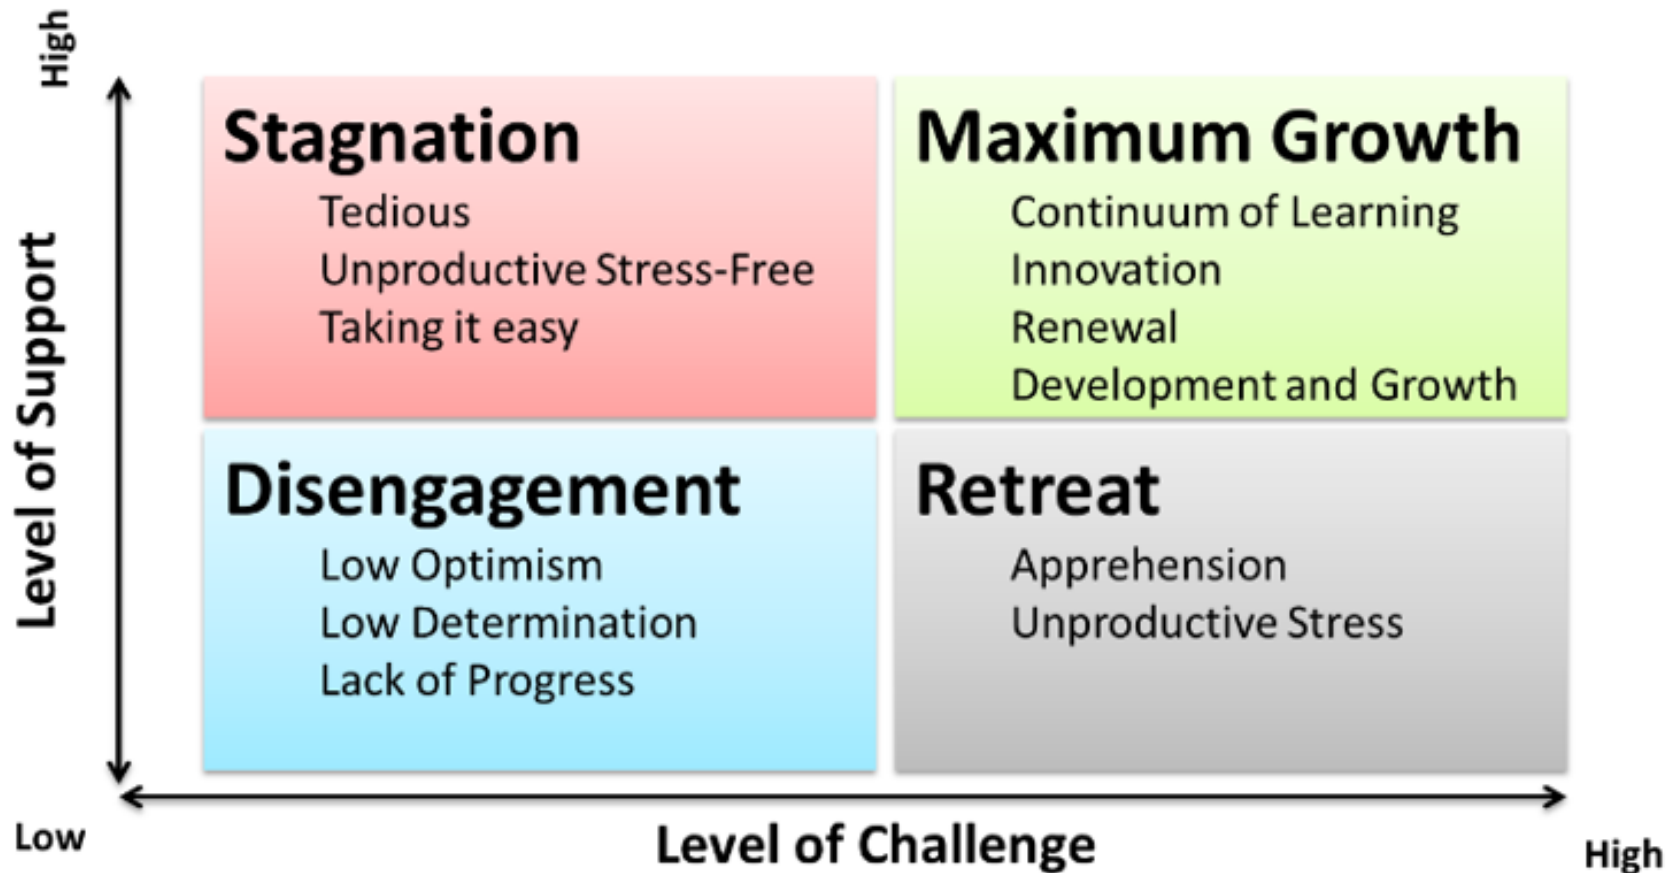 High
Level of Support
Stagnation
Tedious
Unproductive Stress-Free
Taking it easy
Maximum Growth
Continuum of Learning
Innovation
Renewal
Development and Growth
Disengagement
Low Optimism
Low Determination
Lack of Progress
Retreat
Apprehension
Unproductive Stress
Low
Level of Challenge
High